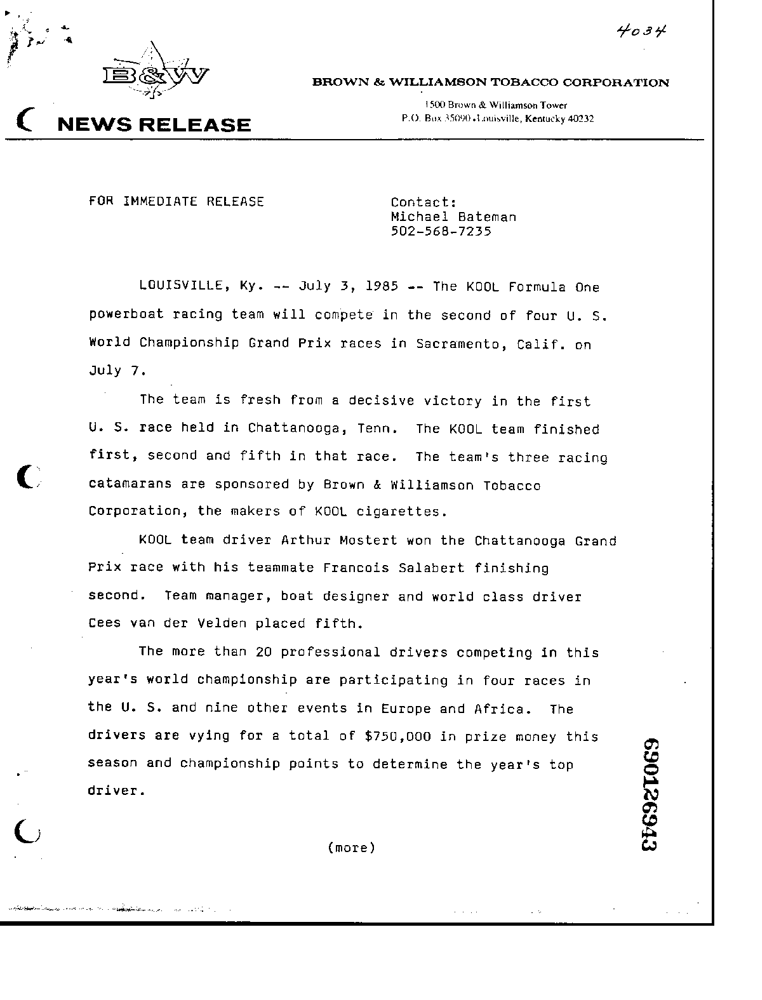 4034
B&W
BROWN & WILLIAMSON TOBACCO CORPORATION
1500 Brown & Williamson Tower
P.O. Box 35090 • Louisville, Kentucky 40232
NEWS RELEASE
FOR IMMEDIATE RELEASE
Contact:
Michael Bateman
502-568-7235
LOUISVILLE, Ky. -- July 3, 1985 -- The KOOL Formula One
powerboat racing team will compete in the second of four U. S.
World Championship Grand Prix races in Sacramento, Calif. on
July 7.
The team is fresh from a decisive victory in the first
U. S. race held in Chattanooga, Tenn. The KOOL team finished
first, second and fifth in that race. The team's three racing
catamarans are sponsored by Brown & Williamson Tobacco
Corporation, the makers of KOOL cigarettes.
KOOL team driver Arthur Mostert won the Chattanooga Grand
Prix race with his teammate Francois Salabert finishing
second. Team manager, boat designer and world class driver
Cees van der Velden placed fifth.
The more than 20 professional drivers competing in this
year's world championship are participating in four races in
the U. S. and nine other events in Europe and Africa. The
drivers are vying for a total of $750,000 in prize money this
season and championship points to determine the year's top
driver.
(more)
690126943